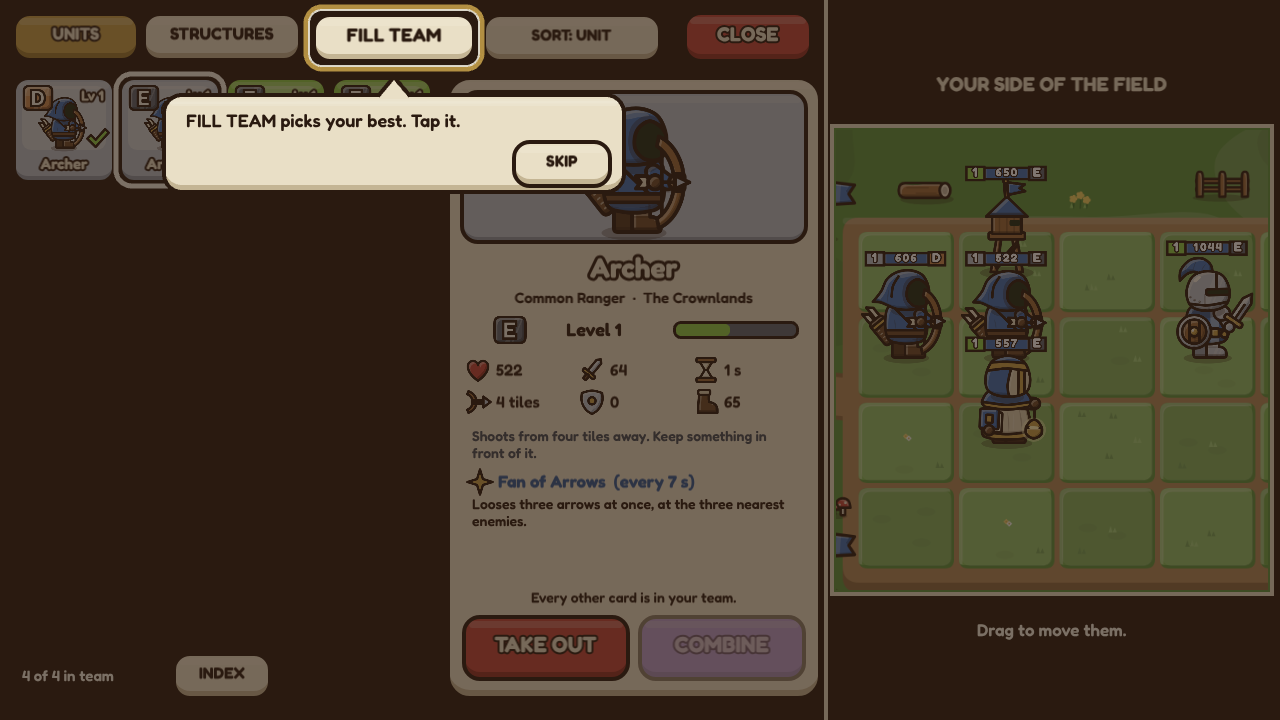 UNITS
STRUCTURES
FILL TEAM
SORT: UNIT
CLOSE
D
Lv 1
E
Archer
FILL TEAM picks your best. Tap it.
SKIP
Archer
Common Ranger · The Crownlands
E
Level 1
522
64
1 s
4 tiles
0
65
Shoots from four tiles away. Keep something in
front of it.
Fan of Arrows (every 7 s)
Looses three arrows at once, at the three nearest
enemies.
Every other card is in your team.
TAKE OUT
COMBINE
4 of 4 in team
INDEX
YOUR SIDE OF THE FIELD
1 650 E
1 1044 E
1 606 D
1 522 E
1 557 E
Drag to move them.